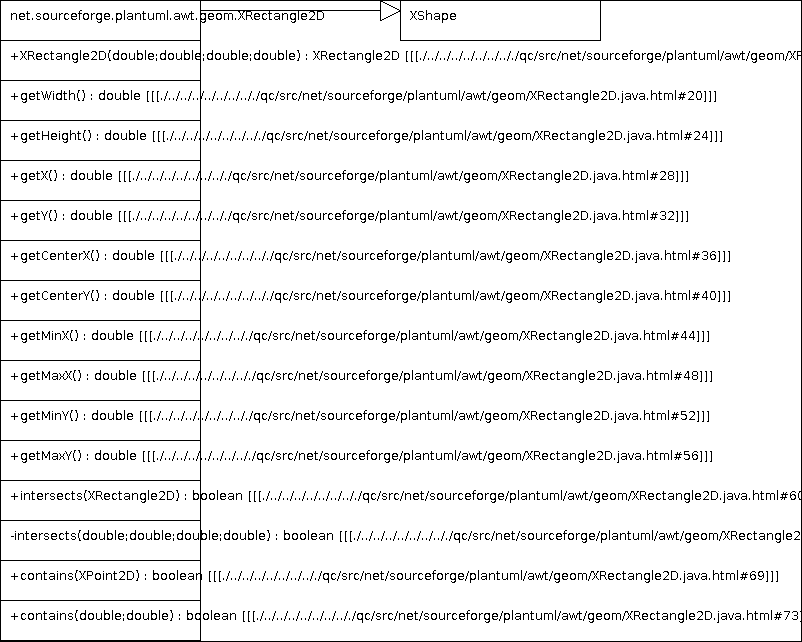 net.sourceforge.plantuml.awt.geom.XRectangle2D
XShape
+XRectangle2D(double;double;double;double) : XRectangle2D [[[./../../../../../../../qc/src/net/sourceforge/plantuml/awt/geom/XR
+getWidth() : double [[[./../../../../../../../qc/src/net/sourceforge/plantuml/awt/geom/XRectangle2D.java.html#20]]]
+getHeight() : double [[[./../../../../../../../qc/src/net/sourceforge/plantuml/awt/geom/XRectangle2D.java.html#24]]]
+getX() : double [[[./../../../../../../../qc/src/net/sourceforge/plantuml/awt/geom/XRectangle2D.java.html#28]]]
+getY() : double [[[./../../../../../../../qc/src/net/sourceforge/plantuml/awt/geom/XRectangle2D.java.html#32]]]
+getCenterX() : double [[[./../../../../../../../qc/src/net/sourceforge/plantuml/awt/geom/XRectangle2D.java.html#36]]]
+getCenterY() : double [[[./../../../../../../../qc/src/net/sourceforge/plantuml/awt/geom/XRectangle2D.java.html#40]]]
+getMinX() : double [[[./../../../../../../../qc/src/net/sourceforge/plantuml/awt/geom/XRectangle2D.java.html#44]]]
+getMaxX() : double [[[./../../../../../../../qc/src/net/sourceforge/plantuml/awt/geom/XRectangle2D.java.html#48]]]
+getMinY() : double [[[./../../../../../../../qc/src/net/sourceforge/plantuml/awt/geom/XRectangle2D.java.html#52]]]
+getMaxY() : double [[[./../../../../../../../qc/src/net/sourceforge/plantuml/awt/geom/XRectangle2D.java.html#56]]]
+intersects(XRectangle2D) : boolean [[[./../../../../../../../qc/src/net/sourceforge/plantuml/awt/geom/XRectangle2D.java.html#60
-intersects(double;double;double;double) : boolean [[[./../../../../../../../qc/src/net/sourceforge/plantuml/awt/geom/XRectangle2
+contains(XPoint2D) : boolean [[[./../../../../../../../qc/src/net/sourceforge/plantuml/awt/geom/XRectangle2D.java.html#69]]]
+contains(double;double) : boolean [[[./../../../../../../../qc/src/net/sourceforge/plantuml/awt/geom/XRectangle2D.java.html#73]